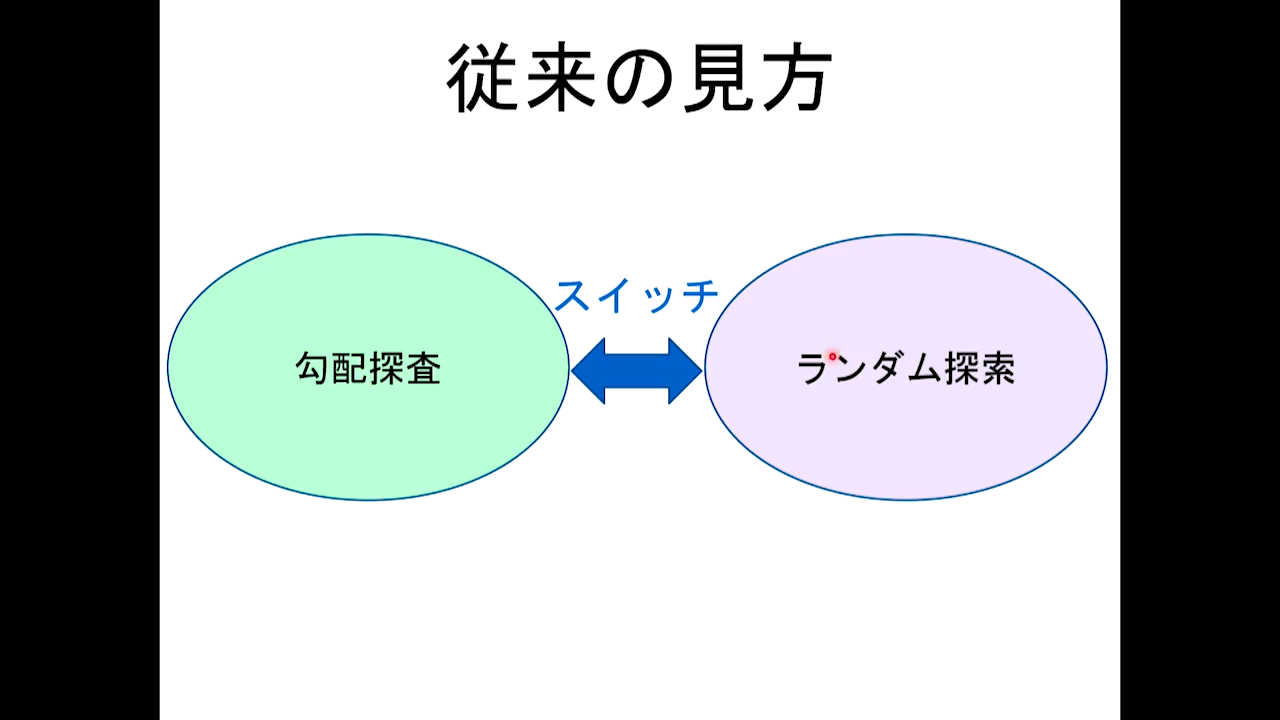 従来の見方
スイッチ
勾配探査
ランダム探索